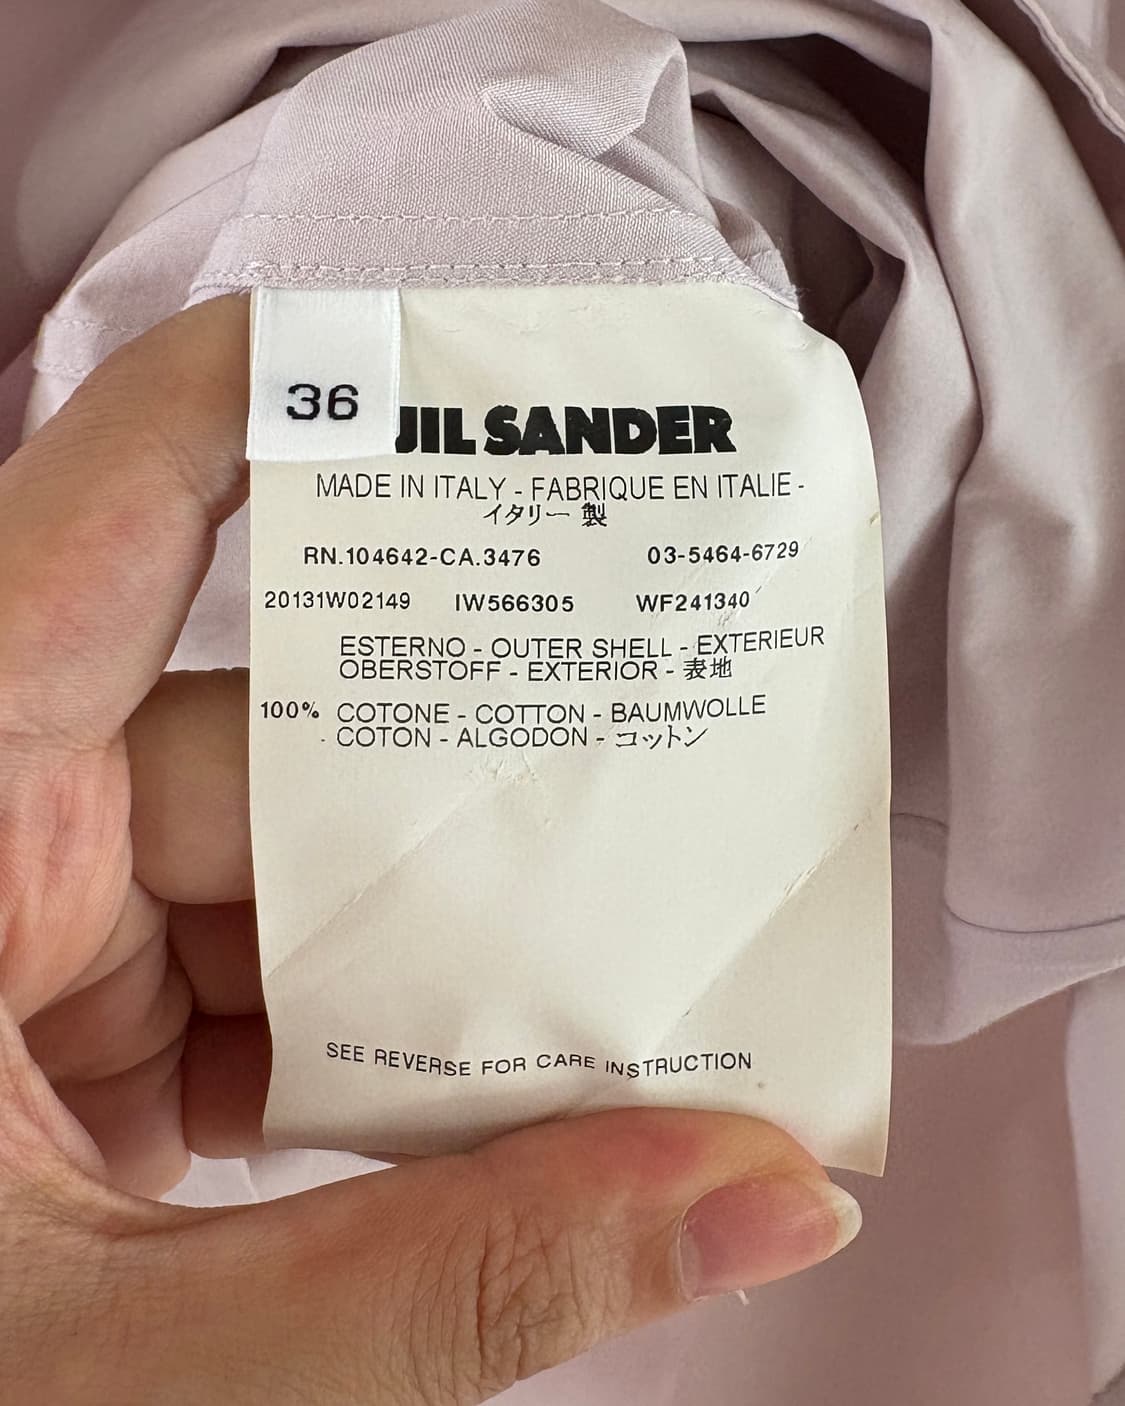 36
JIL SANDER
MADE IN ITALY - FABRIQUE EN ITALIE -
イタリー 製
RN.104642-CA.3476 03-5464-6729
20131W02149 IW566305 WF241340
ESTERNO - OUTER SHELL - EXTERIEUR
OBERSTOFF - EXTERIOR - 表地
100% COTONE - COTTON - BAUMWOLLE
COTON - ALGODON - コットン
SEE REVERSE FOR CARE INSTRUCTION